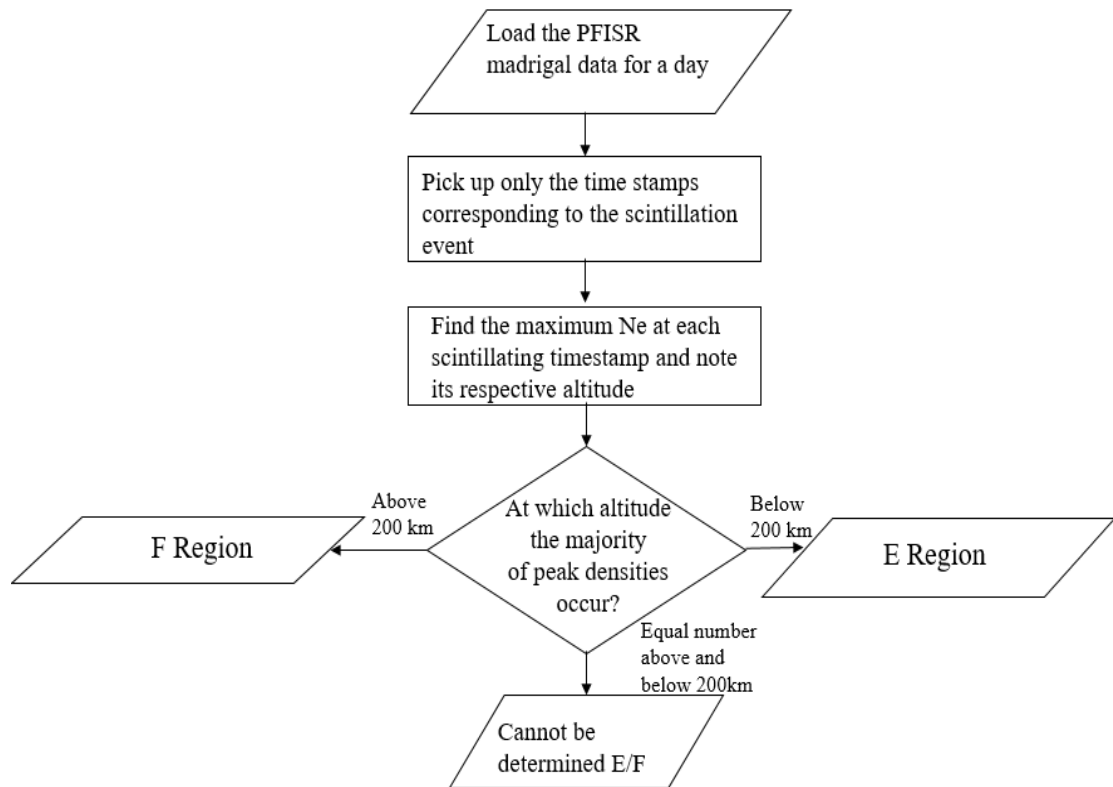 Load the PFISR
madrigal data for a day
Pick up only the time stamps
corresponding to the scintillation
event
Find the maximum Ne at each
scintillating timestamp and note
its respective altitude
At which altitude
the majority
of peak densities
occur?
Above
200 km
F Region
Below
200 km
E Region
Equal number
above and
below 200km
Cannot be
determined E/F